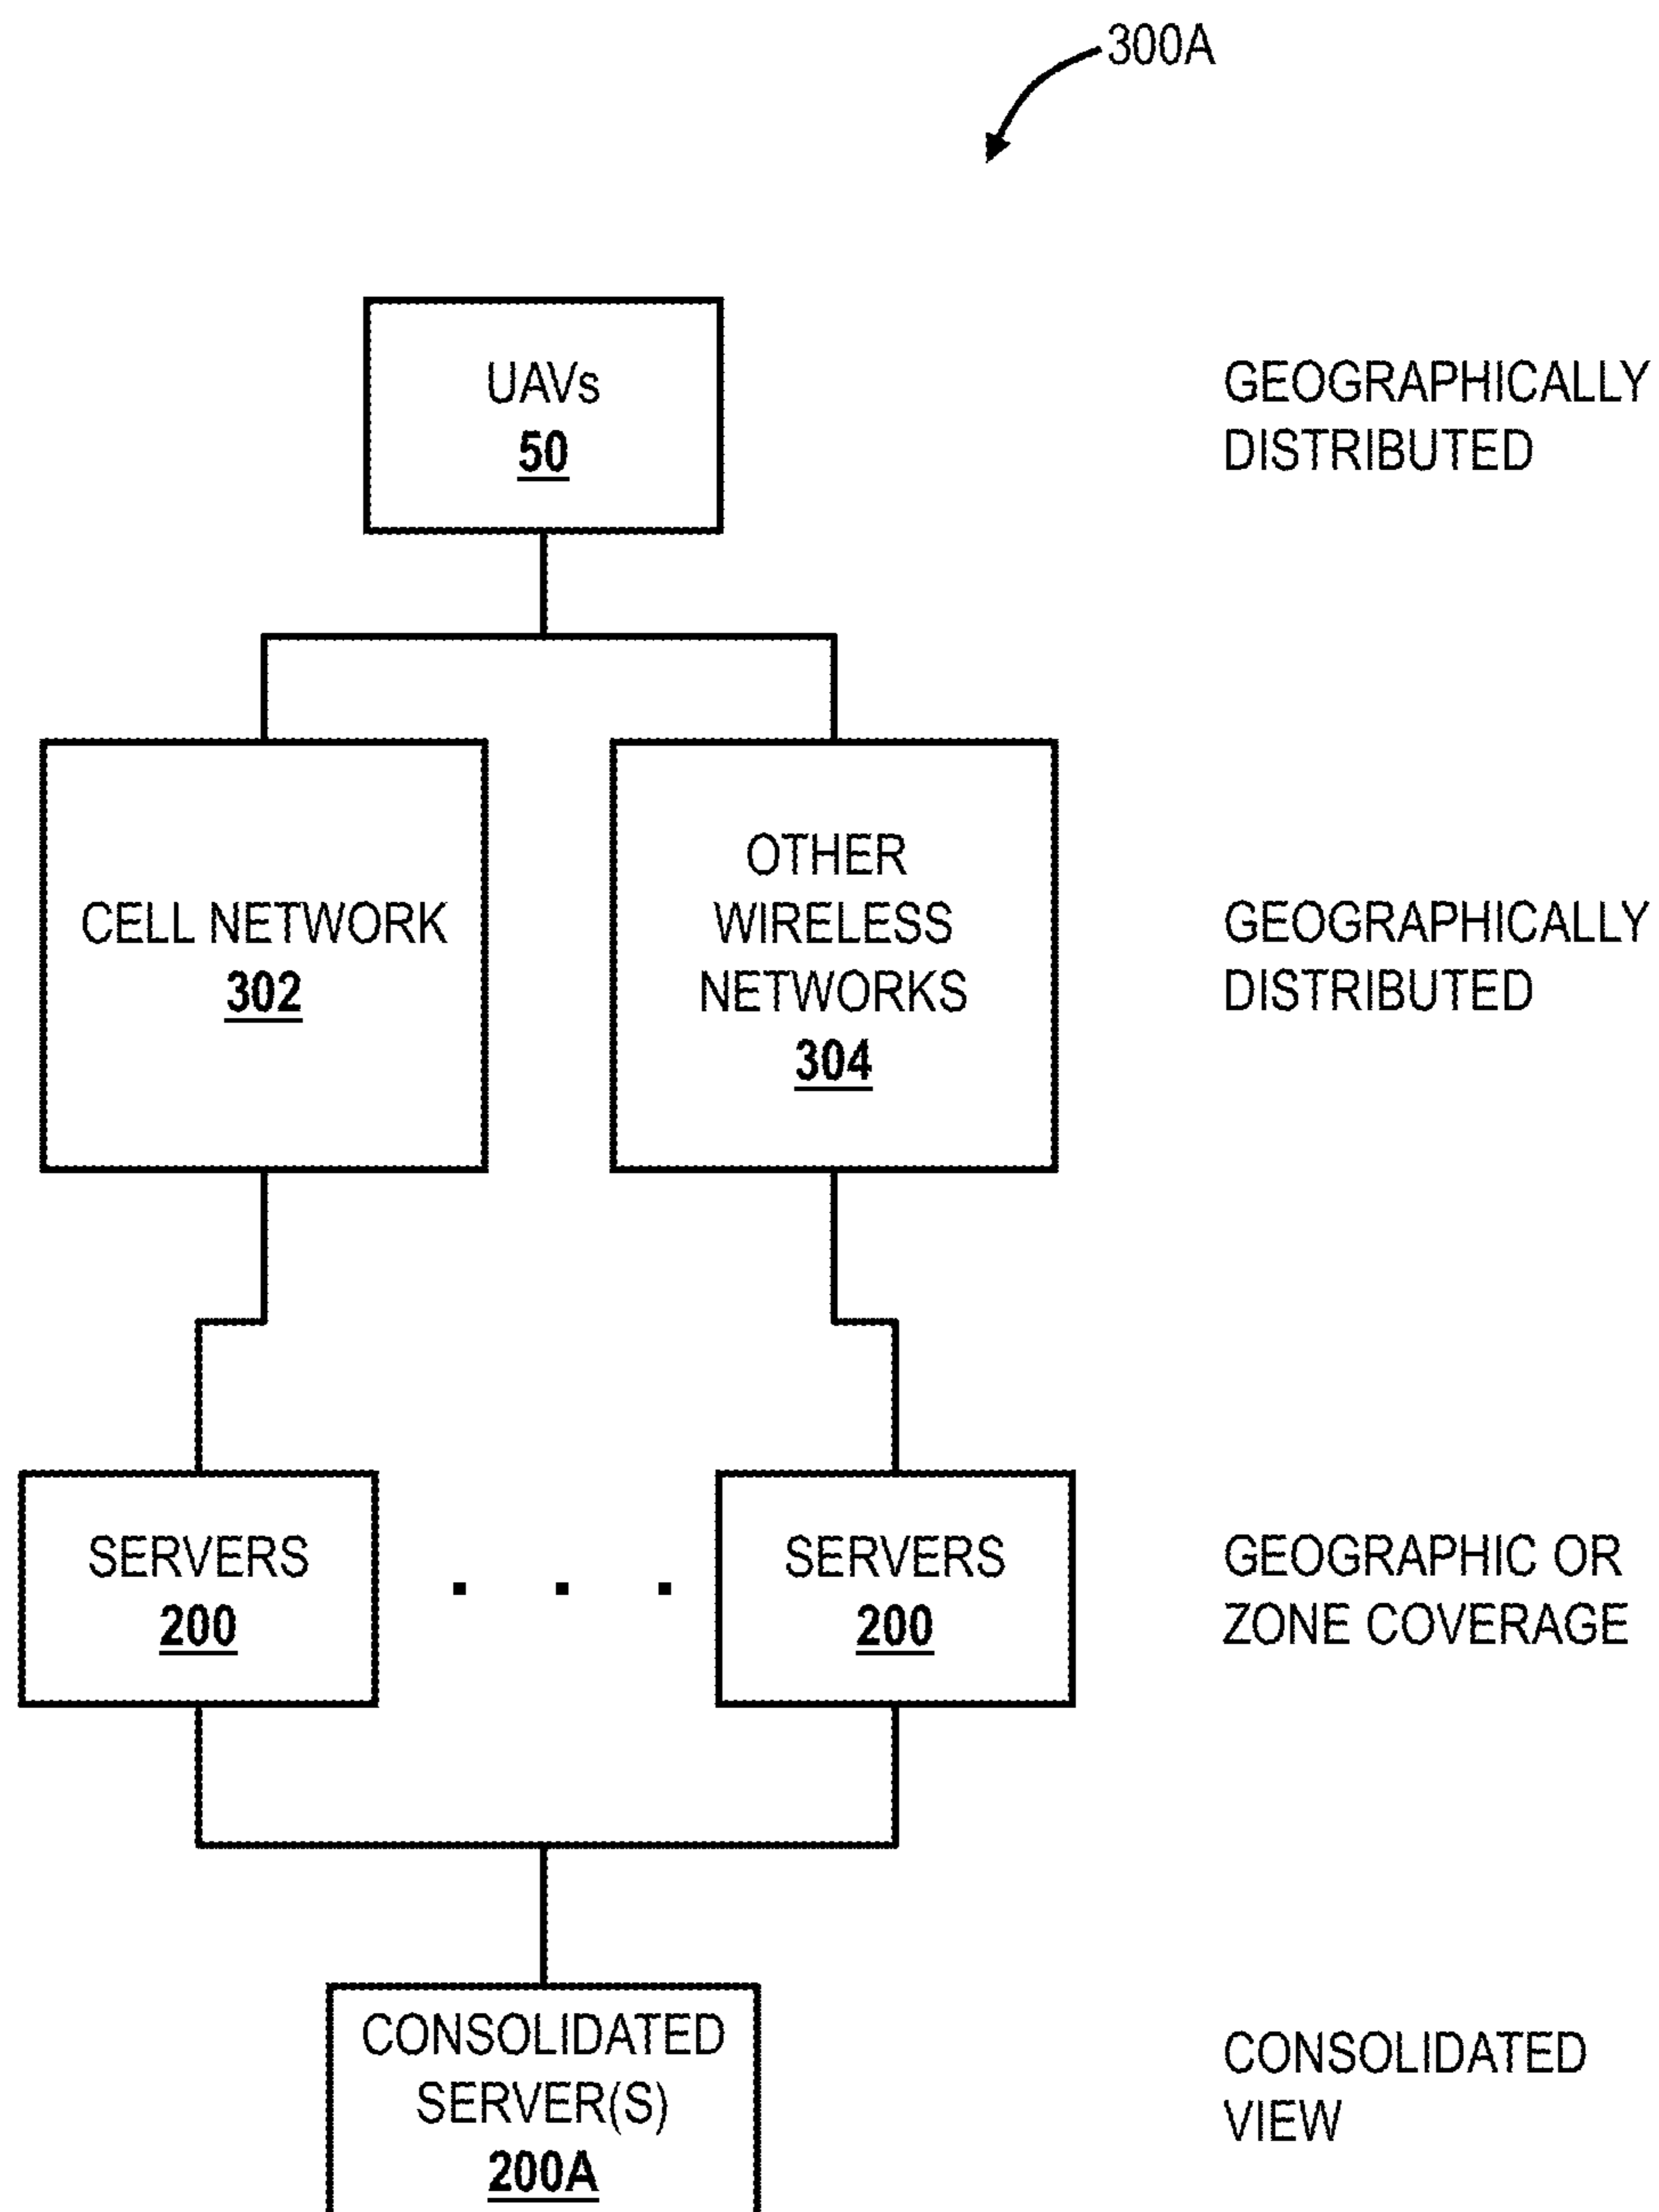 300A
UAVs
50
GEOGRAPHICALLY
DISTRIBUTED
CELL NETWORK
302
OTHER
WIRELESS
NETWORKS
304
GEOGRAPHICALLY
DISTRIBUTED
SERVERS
200
. . .
SERVERS
200
GEOGRAPHIC OR
ZONE COVERAGE
CONSOLIDATED
SERVER(S)
200A
CONSOLIDATED
VIEW